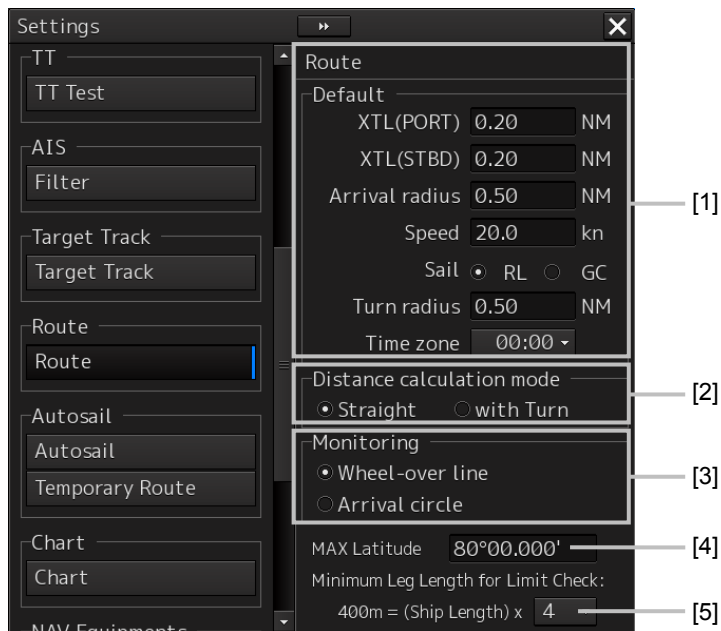 Settings
TT
TT Test
AIS
Filter
Target Track
Target Track
Route
Route
Autosail
Autosail
Temporary Route
Chart
Chart
NAV Equipments
Route
Default
XTL(PORT) 0.20 NM
XTL(STBD) 0.20 NM
Arrival radius 0.50 NM
Speed 20.0 kn
Sail RL GC
Turn radius 0.50 NM
Time zone 00:00
Distance calculation mode
Straight with Turn
Monitoring
Wheel-over line
Arrival circle
MAX Latitude 80°00.000'
Minimum Leg Length for Limit Check:
400m = (Ship Length) x 4
[1]
[2]
[3]
[4]
[5]